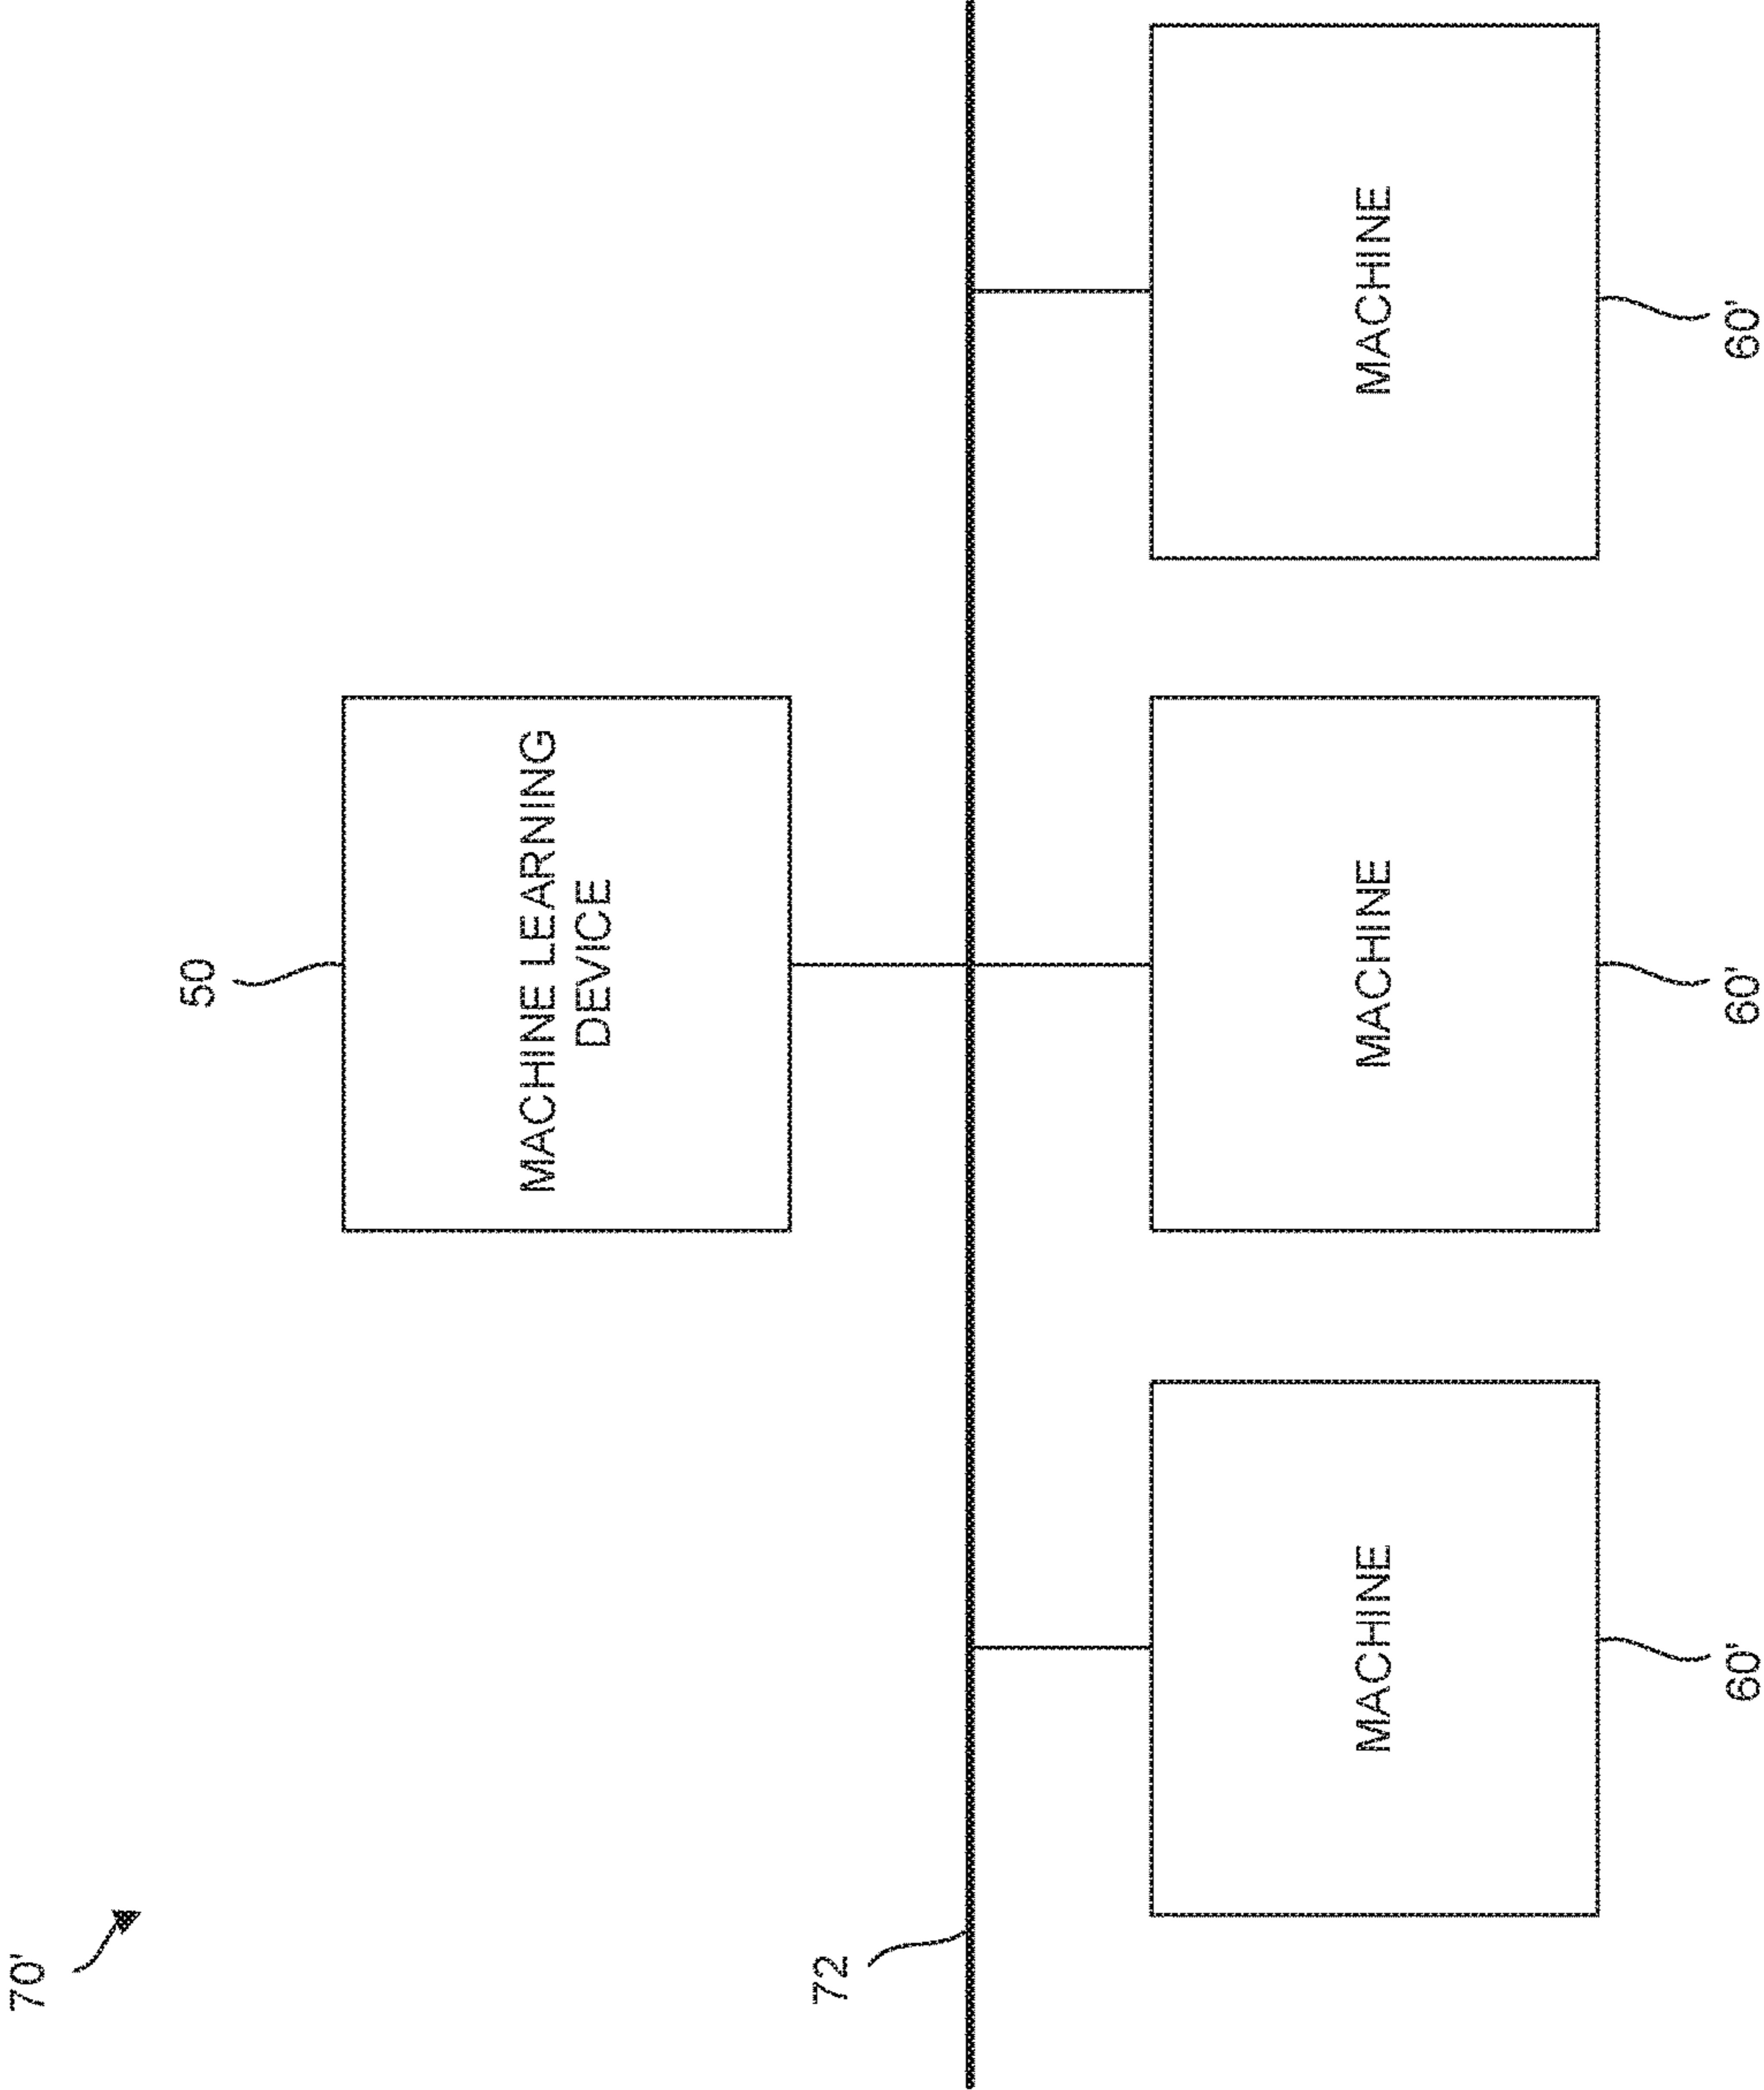 70'
50
MACHINE LEARNING
DEVICE
72
MACHINE
MACHINE
MACHINE
60'
60'
60'